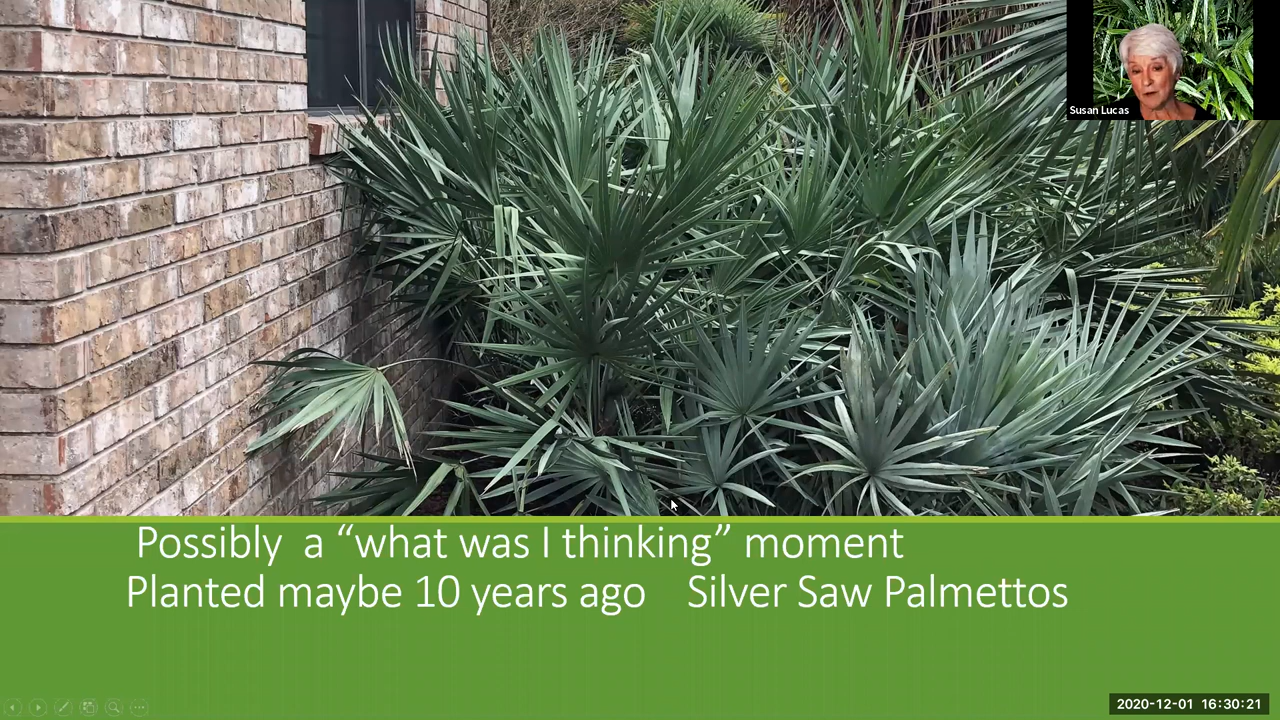 Susan Lucas
Possibly a “what was I thinking” moment
Planted maybe 10 years ago Silver Saw Palmettos
2020-12-01 16:30:21